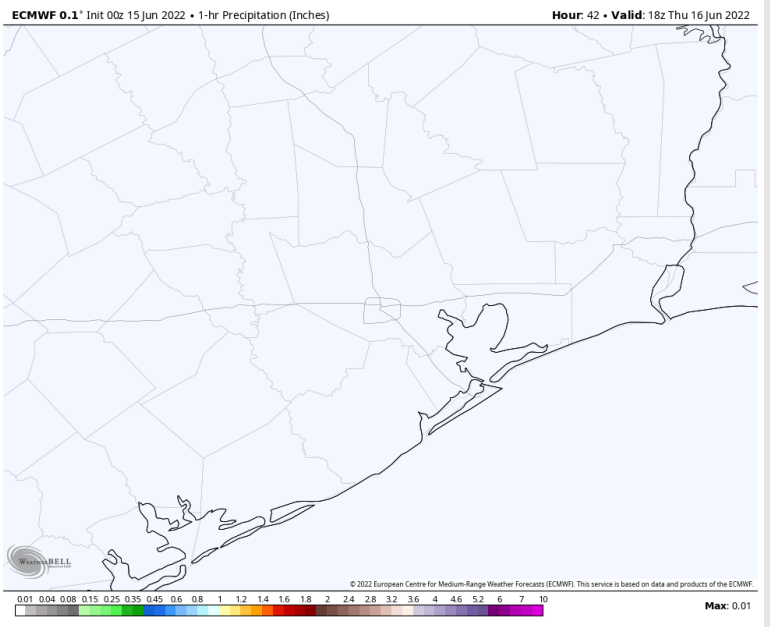 ECMWF 0.1° Init 00z 15 Jun 2022 • 1-hr Precipitation (Inches) Hour: 42 • Valid: 18z Thu 16 Jun 2022
WEATHERBELL
© 2022 European Centre for Medium-Range Weather Forecasts (ECMWF). This service is based on data and products of the ECMWF.
0.01 0.04 0.08 0.15 0.25 0.35 0.45 0.6 0.8 1 1.2 1.4 1.6 1.8 2 2.4 2.8 3.2 3.6 4 4.6 5.2 6 7 10
Max: 0.01